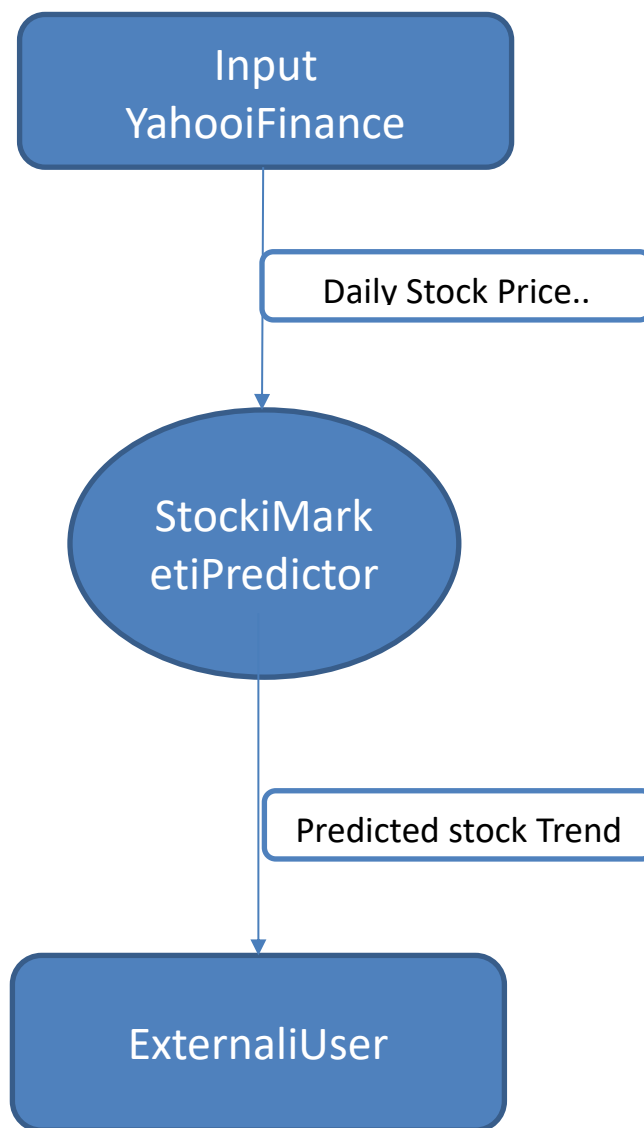 Input
YahooiFinance
Daily Stock Price..
StockiMark
etiPredictor
Predicted stock Trend
ExternaliUser